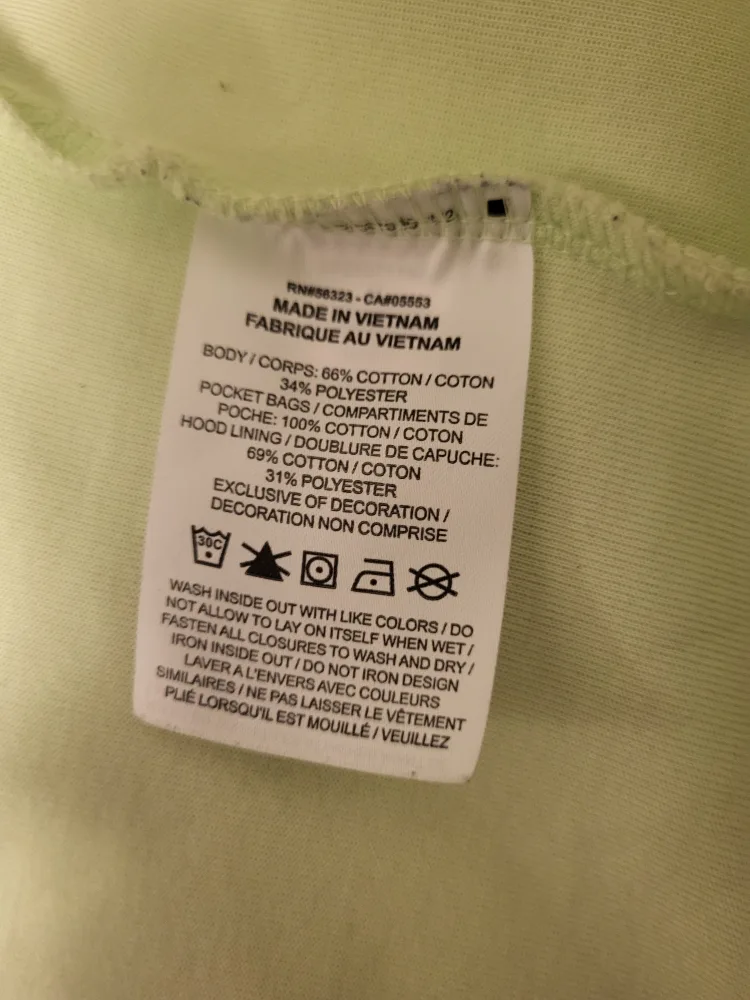 RN#56323 - CA#05553
MADE IN VIETNAM
FABRIQUE AU VIETNAM
BODY / CORPS: 66% COTTON / COTON
34% POLYESTER
POCKET BAGS / COMPARTIMENTS DE
POCHE: 100% COTTON / COTON
HOOD LINING / DOUBLURE DE CAPUCHE:
69% COTTON / COTON
31% POLYESTER
EXCLUSIVE OF DECORATION /
DECORATION NON COMPRISE
30C
WASH INSIDE OUT WITH LIKE COLORS / DO
NOT ALLOW TO LAY ON ITSELF WHEN WET /
FASTEN ALL CLOSURES TO WASH AND DRY /
IRON INSIDE OUT / DO NOT IRON DESIGN
LAVER A L'ENVERS AVEC COULEURS
SIMILAIRES / NE PAS LAISSER LE VÊTEMENT
PLIÉ LORSQU'IL EST MOUILLÉ / VEUILLEZ